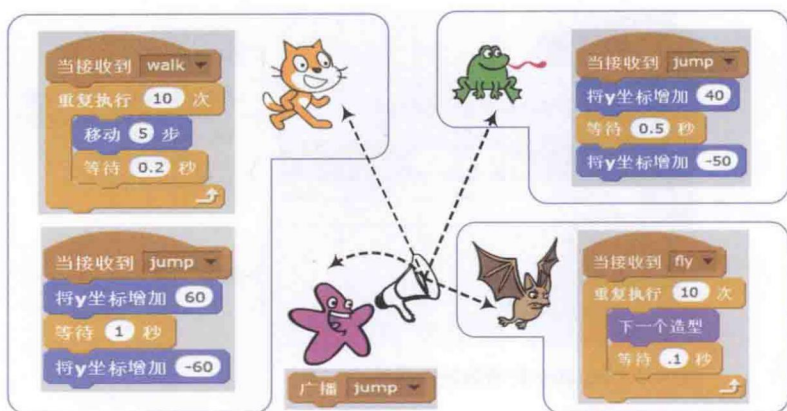 当接收到 walk
重复执行 10 次
移动 5 步
等待 0.2 秒
当接收到 jump
将y坐标增加 60
等待 1 秒
将y坐标增加 -60
当接收到 jump
将y坐标增加 40
等待 0.5 秒
将y坐标增加 -50
当接收到 fly
重复执行 10 次
下一个造型
等待 .1 秒
广播 jump